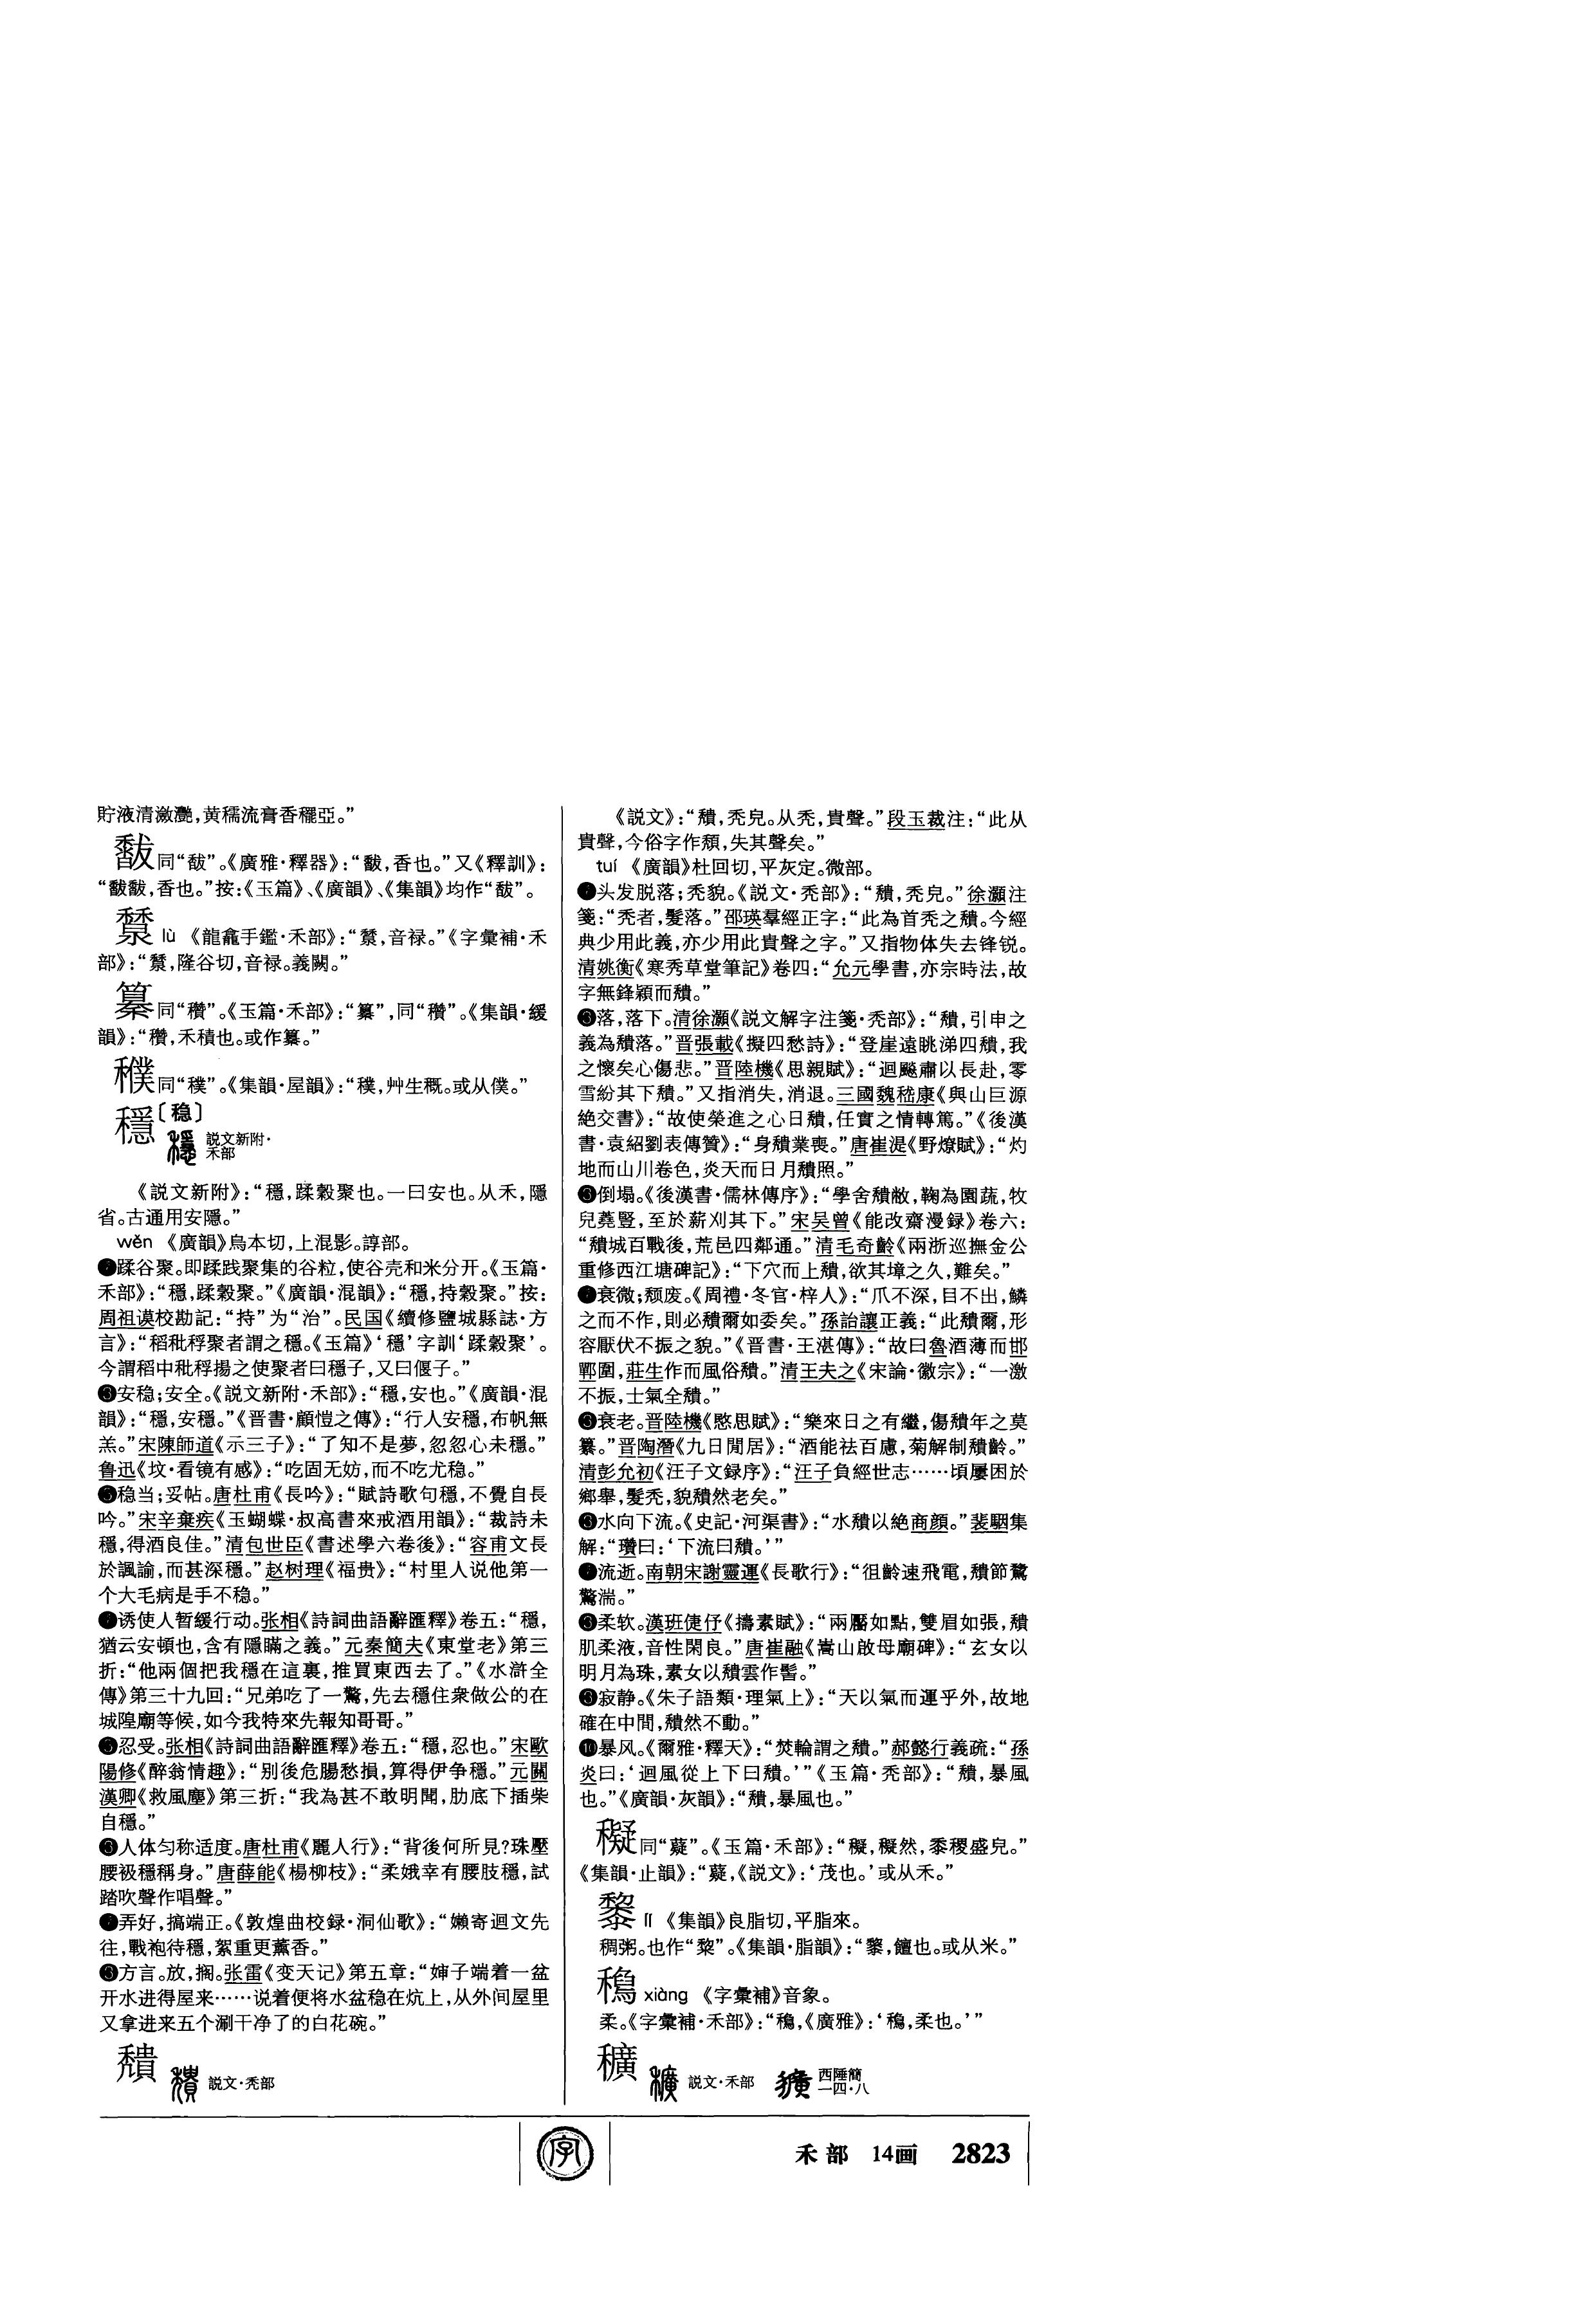 貯液清瀲灩,黄穤流膏香䆉亞。”
同“馛”。《廣雅·釋器》:“馛,香也。”又《釋訓》:
“馛馛,香也。”按:《玉篇》、《廣韻》、《集韻》均作“馛”。
lù 《龍龕手鑑·禾部》:“,音禄。”《字彙補·禾
部》:“,隆谷切,音禄。義闕。”
同“穳”。《玉篇·禾部》:“”,同“穳”。《集韻·緩
韻》:“穳,禾積也。或作。”
穙同“䅽”。《集韻·屋韻》:“,艸生穊。或从僕。”
穩〔稳〕
説文新附·
禾部
《説文新附》:“穩,蹂穀聚也。一曰安也。从禾,隱
省。古通用安隱。”
wěn 《廣韻》烏本切,上混影。諄部。
❶蹂谷聚。即蹂践聚集的谷粒,使谷壳和米分开。《玉篇·
禾部》:“穩,蹂穀聚。”《廣韻·混韻》:“穩,持穀聚。”按:
周祖谟校勘記:“持”为“治”。民国《續修鹽城縣誌·方
言》:“稻秕稃聚者謂之穩。《玉篇》‘穩’字訓‘蹂穀聚’。
今謂稻中秕稃揚之使聚者曰穩子,又曰偃子。”
❷安稳;安全。《説文新附·禾部》:“穩,安也。”《廣韻·混
韻》:“穩,安穩。”《晋書·顧愷之傳》:“行人安穩,布帆無
恙。”宋陳師道《示三子》:“了知不是夢,忽忽心未穩。”
鲁迅《坟·看镜有感》:“吃固无妨,而不吃尤稳。”
❸稳当;妥帖。唐杜甫《長吟》:“賦詩歌句穩,不覺自長
吟。”宋辛棄疾《玉蝴蝶·叔高書來戒酒用韻》:“裁詩未
穩,得酒良佳。”清包世臣《書述學六卷後》:“容甫文長
於諷諭,而甚深穩。”赵树理《福贵》:“村里人说他第一
个大毛病是手不稳。”
❹诱使人暂缓行动。张相《詩詞曲語辭匯釋》卷五:“穩,
猶云安頓也,含有隱瞞之義。”元秦簡夫《東堂老》第三
折:“他兩個把我穩在這裏,推買東西去了。”《水滸全
傳》第三十九回:“兄弟吃了一驚,先去穩住衆做公的在
城隍廟等候,如今我特來先報知哥哥。”
❺忍受。张相《詩詞曲語辭匯釋》卷五:“穩,忍也。”宋歐
陽修《醉翁情趣》:“别後危腸愁損,算得伊争穩。”元關
漢卿《救風塵》第三折:“我為甚不敢明聞,肋底下插柴
自穩。”
❻人体匀称适度。唐杜甫《麗人行》:“背後何所見?珠壓
腰衱穩稱身。”唐薛能《楊柳枝》:“柔娥幸有腰肢穩,試
踏吹聲作唱聲。”
❼弄好,搞端正。《敦煌曲校録·洞仙歌》:“嬾寄迴文先
往,戰袍待穩,絮重更薰香。”
❽方言。放,搁。张雷《变天记》第五章:“婶子端着一盆
开水进得屋来……说着便将水盆稳在炕上,从外间屋里
又拿进来五个涮干净了的白花碗。”
穨
説文·秃部
《説文》:“穨,秃皃。从秃,貴聲。”段玉裁注:“此从
貴聲,今俗字作頽,失其聲矣。”
tuí 《廣韻》杜回切,平灰定。微部。
❶头发脱落;秃貌。《説文·秃部》:“穨,秃皃。”徐灝注
箋:“秃者,髮落。”邵瑛羣經正字:“此為首秃之穨。今經
典少用此義,亦少用此貴聲之字。”又指物体失去锋锐。
清姚衡《寒秀草堂筆記》卷四:“允元學書,亦宗時法,故
字無鋒穎而穨。”
❷落,落下。清徐灝《説文解字注箋·秃部》:“穨,引申之
義為穨落。”晋張載《擬四愁詩》:“登崖遠眺涕四穨,我
之懷矣心傷悲。”晋陸機《思親賦》:“迴飈肅以長赴,零
雪紛其下穨。”又指消失,消退。三國魏嵇康《與山巨源
絶交書》:“故使榮進之心日穨,任實之情轉篤。”《後漢
書·袁紹劉表傳贊》:“身穨業喪。”唐崔湜《野燎賦》:“灼
地而山川卷色,炎天而日月穨照。”
❸倒塌。《後漢書·儒林傳序》:“學舍穨敝,鞠為園蔬,牧
兒蕘豎,至於薪刈其下。”宋吴曾《能改齋漫録》卷六:
“穨城百戰後,荒邑四鄰通。”清毛奇齡《兩浙巡撫金公
重修西江塘碑記》:“下穴而上穨,欲其墇之久,難矣。”
❹衰微;颓废。《周禮·冬官·梓人》:“爪不深,目不出,鱗
之而不作,則必穨爾如委矣。”孫詒讓正義:“此穨爾,形
容厭伏不振之貌。”《晋書·王湛傳》:“故曰魯酒薄而邯
鄲圍,莊生作而風俗穨。”清王夫之《宋論·徽宗》:“一激
不振,士氣全穨。”
❺衰老。晋陸機《愍思賦》:“樂來日之有繼,傷穨年之莫
纂。”晋陶潛《九日閒居》:“酒能祛百慮,菊解制穨齡。”
清彭允初《汪子文録序》:“汪子負經世志……頃屢困於
鄉舉,髮秃,貌穨然老矣。”
❻水向下流。《史記·河渠書》:“水穨以絶商顔。”裴駰集
解:“瓚曰:‘下流曰穨。’”
❼流逝。南朝宋謝靈運《長歌行》:“徂齡速飛電,穨節騖
驚湍。”
❽柔软。漢班倢伃《擣素賦》:“兩靨如點,雙眉如張,穨
肌柔液,音性閑良。”唐崔融《嵩山啟母廟碑》:“玄女以
明月為珠,素女以穨雲作髻。”
❾寂静。《朱子語類·理氣上》:“天以氣而運乎外,故地
確在中間,穨然不動。”
❿暴风。《爾雅·釋天》:“焚輪謂之穨。”郝懿行義疏:“孫
炎曰:‘迴風從上下曰穨。’”《玉篇·秃部》:“穨,暴風
也。”《廣韻·灰韻》:“穨,暴風也。”
䆀同“薿”。《玉篇·禾部》:“䆀,䆀然,黍稷盛皃。”
《集韻·止韻》:“薿,《説文》:‘茂也。’或从禾。”
lí 《集韻》良脂切,平脂來。
稠粥。也作“”。《集韻·脂韻》:“,饘也。或从米。”
xiàng 《字彙補》音象。
柔。《字彙補·禾部》:“,《廣雅》:‘,柔也。’”
穬
説文·禾部
西陲簡
一四·八
字
禾部 14画 2823